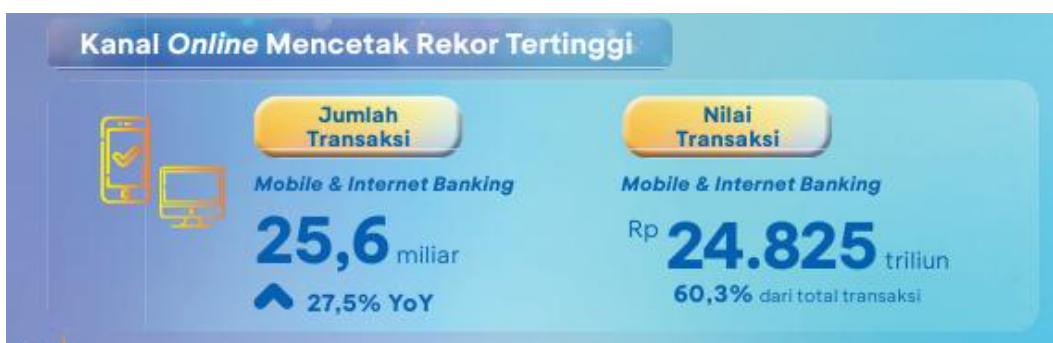 Kanal Online Mencetak Rekor Tertinggi
Jumlah
Transaksi
Mobile & Internet Banking
25,6 miliar
27,5% YoY
Nilai
Transaksi
Mobile & Internet Banking
Rp 24.825 triliun
60,3% dari total transaksi